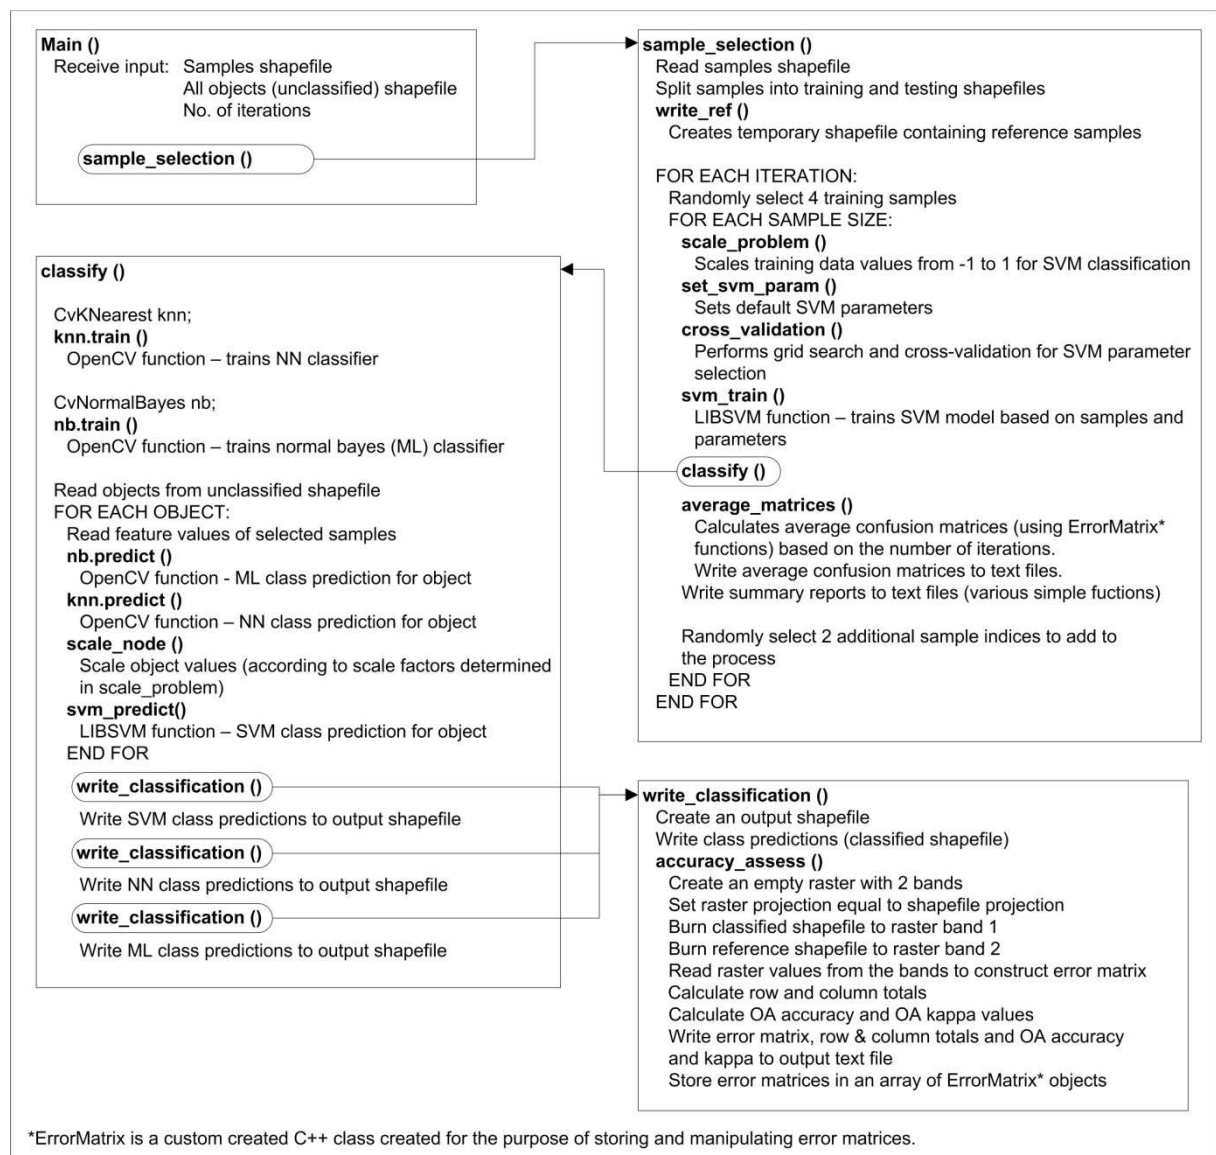 Main ()
Receive input: Samples shapefile
All objects (unclassified) shapefile
No. of iterations
sample_selection ()
sample_selection ()
Read samples shapefile
Split samples into training and testing shapefiles
write_ref ()
Creates temporary shapefile containing reference samples
FOR EACH ITERATION:
Randomly select 4 training samples
FOR EACH SAMPLE SIZE:
scale_problem ()
Scales training data values from -1 to 1 for SVM classification
set_svm_param ()
Sets default SVM parameters
cross_validation ()
Performs grid search and cross-validation for SVM parameter
selection
svm_train ()
LIBSVM function – trains SVM model based on samples and
parameters
classify ()
average_matrices ()
Calculates average confusion matrices (using ErrorMatrix*
functions) based on the number of iterations.
Write average confusion matrices to text files.
Write summary reports to text files (various simple fuctions)
Randomly select 2 additional sample indices to add to
the process
END FOR
END FOR
classify ()
CvKNearest knn;
knn.train ()
OpenCV function – trains NN classifier
CvNormalBayes nb;
nb.train ()
OpenCV function – trains normal bayes (ML) classifier
Read objects from unclassified shapefile
FOR EACH OBJECT:
Read feature values of selected samples
nb.predict ()
OpenCV function - ML class prediction for object
knn.predict ()
OpenCV function – NN class prediction for object
scale_node ()
Scale object values (according to scale factors determined
in scale_problem)
svm_predict()
LIBSVM function – SVM class prediction for object
END FOR
write_classification ()
Write SVM class predictions to output shapefile
write_classification ()
Write NN class predictions to output shapefile
write_classification ()
Write ML class predictions to output shapefile
write_classification ()
Create an output shapefile
Write class predictions (classified shapefile)
accuracy_assess ()
Create an empty raster with 2 bands
Set raster projection equal to shapefile projection
Burn classified shapefile to raster band 1
Burn reference shapefile to raster band 2
Read raster values from the bands to construct error matrix
Calculate row and column totals
Calculate OA accuracy and OA kappa values
Write error matrix, row & column totals and OA accuracy
and kappa to output text file
Store error matrices in an array of ErrorMatrix* objects
*ErrorMatrix is a custom created C++ class created for the purpose of storing and manipulating error matrices.